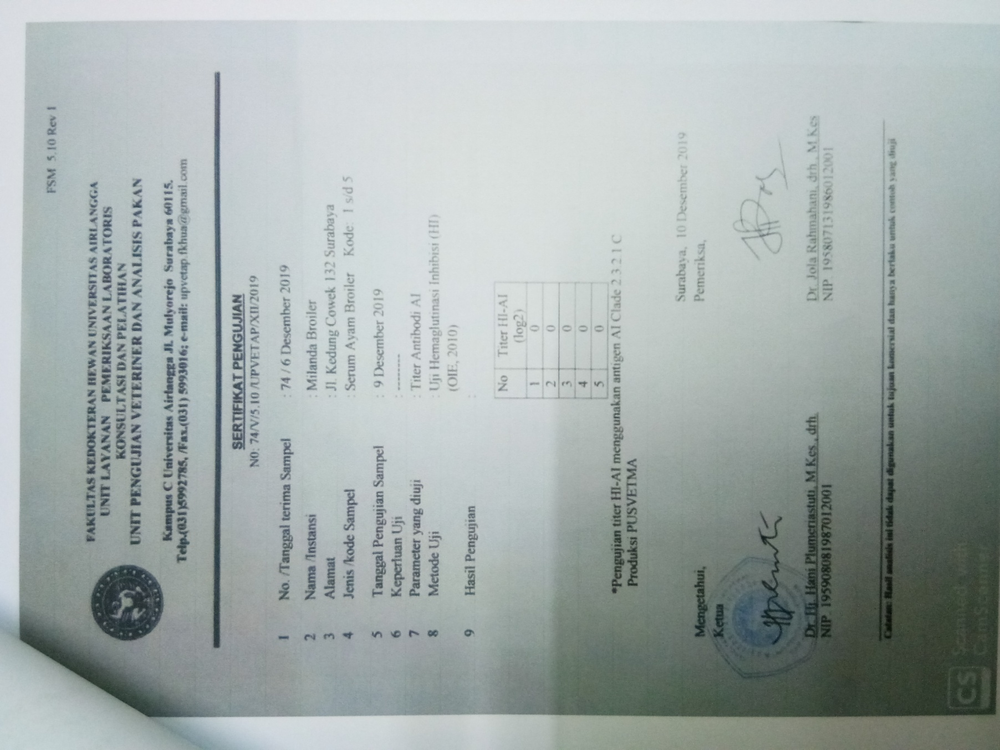 FSM 5.10 Rev 1
FAKULTAS KEDOKTERAN HEWAN UNIVERSITAS AIRLANGGA
UNIT LAYANAN PEMERIKSAAN LABORATORIS
KONSULTASI DAN PELATIHAN
UNIT PENGUJIAN VETERINER DAN ANALISIS PAKAN
Kampus C Universitas Airlangga Jl. Mulyorejo Surabaya 60115.
Telp.(031)5992785, /Fax.(031) 5993016; e-mail: upvetap.fkhua@gmail.com
SERTIFIKAT PENGUJIAN
N0: 74/V/5.10 /UPVETAP/XII/2019
1 No. /Tanggal terima Sampel : 74 / 6 Desember 2019
2 Nama /Instansi : Milanda Broiler
3 Alamat : Jl. Kedung Cowek 132 Surabaya
4 Jenis /kode Sampel : Serum Ayam Broiler Kode: 1 s/d 5
5 Tanggal Pengujian Sampel : 9 Desember 2019
6 Keperluan Uji : --------
7 Parameter yang diuji : Titer Antibodi AI
8 Metode Uji : Uji Hemaglutinasi Inhibisi (HI)
(OIE, 2010)
9 Hasil Pengujian :
No Titer HI-AI
(log2)
1 0
2 0
3 0
4 0
5 0
*Pengujian titer HI-AI menggunakan antigen AI Clade 2 3 2 1 C
Produksi PUSVETMA
Surabaya, 10 Desember 2019
Mengetahui, Pemeriksa,
Ketua
Dr. Hj. Hani Plumeriastuti, M.Kes., drh. Dr. Jola Rahmahani, drh., M.Kes
NIP. 195908081987012001 NIP. 195807131986012001
Catatan: Hasil analisis ini tidak dapat digunakan untuk tujuan komersial dan hanya berlaku untuk contoh yang diuji
CS Scanned with
CamScanner